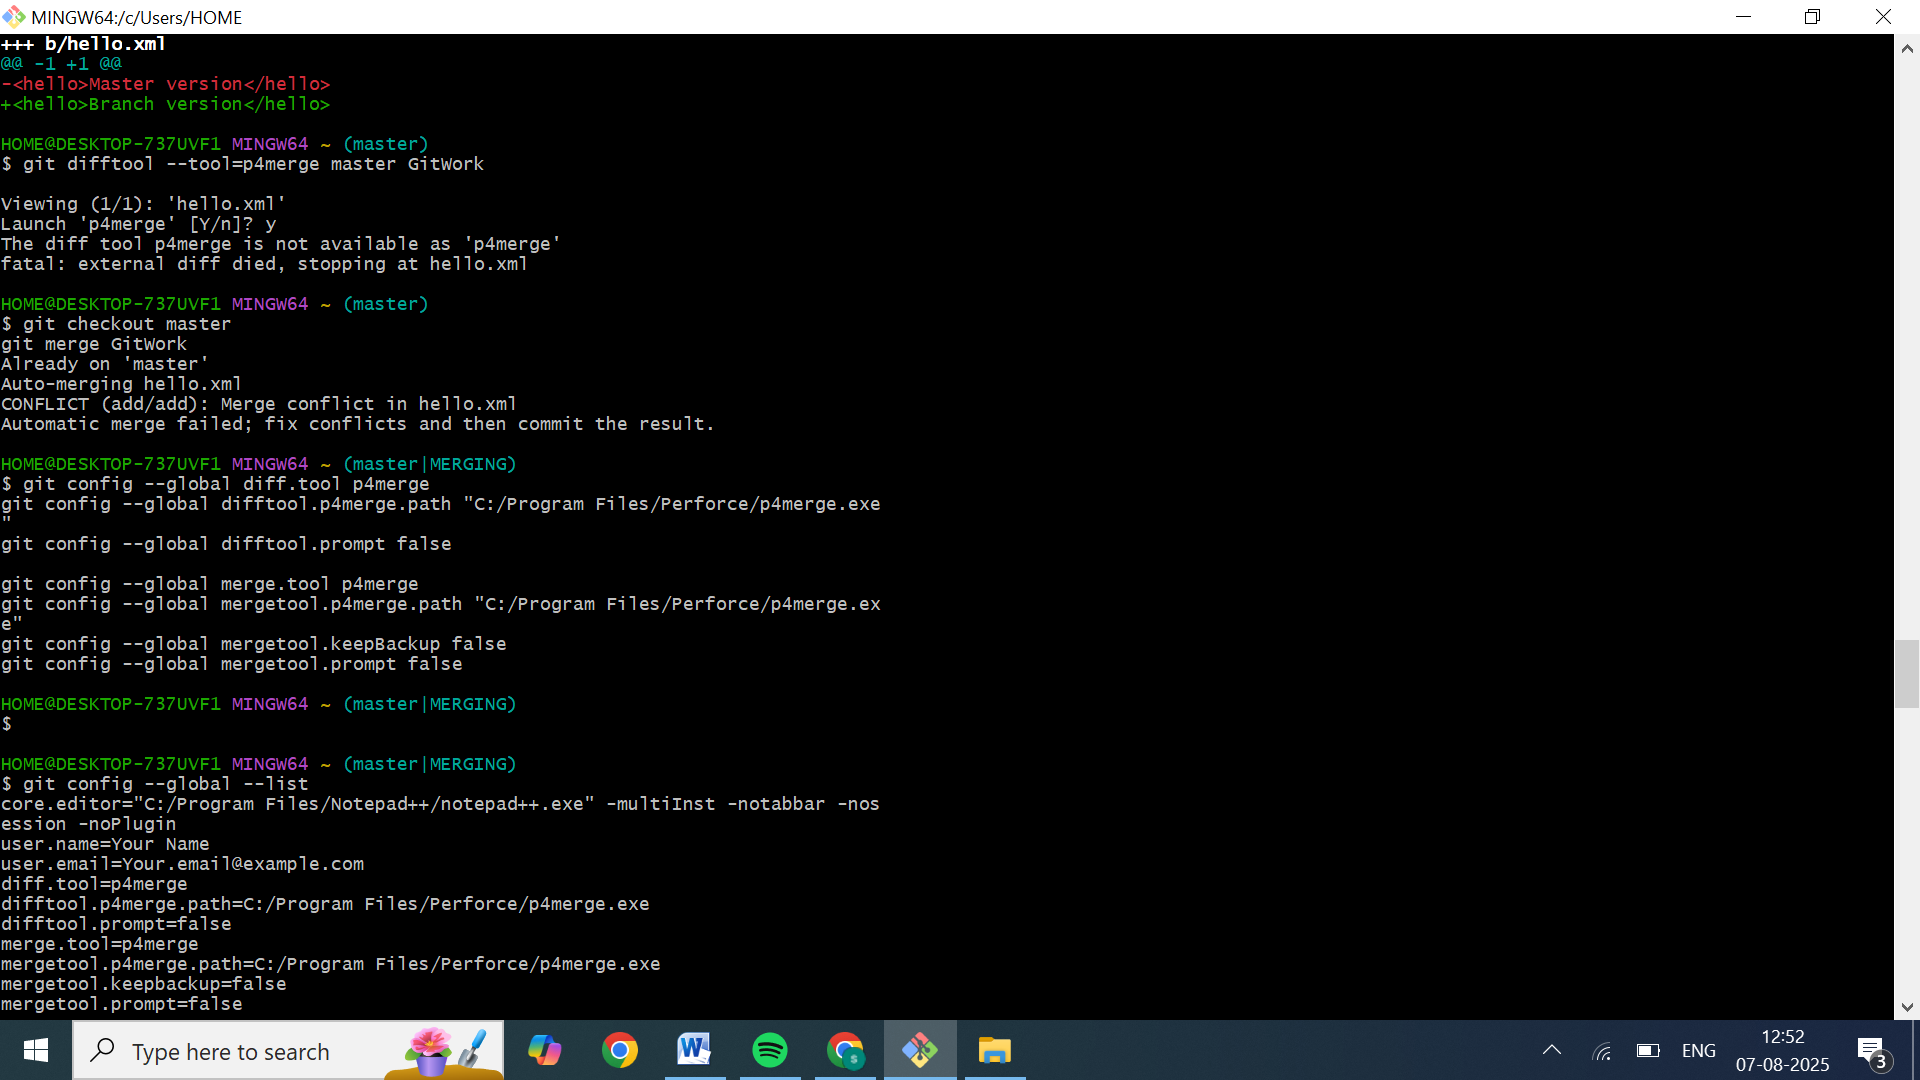 MINGW64:/c/Users/HOME
+++ b/hello.xml
@@ -1 +1 @@
-<hello>Master version</hello>
+<hello>Branch version</hello>
HOME@DESKTOP-737UVF1 MINGW64 ~ (master)
$ git difftool --tool=p4merge master GitWork
Viewing (1/1): 'hello.xml'
Launch 'p4merge' [Y/n]? y
The diff tool p4merge is not available as 'p4merge'
fatal: external diff died, stopping at hello.xml
HOME@DESKTOP-737UVF1 MINGW64 ~ (master)
$ git checkout master
git merge GitWork
Already on 'master'
Auto-merging hello.xml
CONFLICT (add/add): Merge conflict in hello.xml
Automatic merge failed; fix conflicts and then commit the result.
HOME@DESKTOP-737UVF1 MINGW64 ~ (master|MERGING)
$ git config --global diff.tool p4merge
git config --global difftool.p4merge.path "C:/Program Files/Perforce/p4merge.exe
"
git config --global difftool.prompt false
git config --global merge.tool p4merge
git config --global mergetool.p4merge.path "C:/Program Files/Perforce/p4merge.ex
e"
git config --global mergetool.keepBackup false
git config --global mergetool.prompt false
HOME@DESKTOP-737UVF1 MINGW64 ~ (master|MERGING)
$
HOME@DESKTOP-737UVF1 MINGW64 ~ (master|MERGING)
$ git config --global --list
core.editor="C:/Program Files/Notepad++/notepad++.exe" -multiInst -notabbar -nos
ession -noPlugin
user.name=Your Name
user.email=Your.email@example.com
diff.tool=p4merge
difftool.p4merge.path=C:/Program Files/Perforce/p4merge.exe
difftool.prompt=false
merge.tool=p4merge
mergetool.p4merge.path=C:/Program Files/Perforce/p4merge.exe
mergetool.keepbackup=false
mergetool.prompt=false
Type here to search
W
$
ENG
12:52
07-08-2025
3